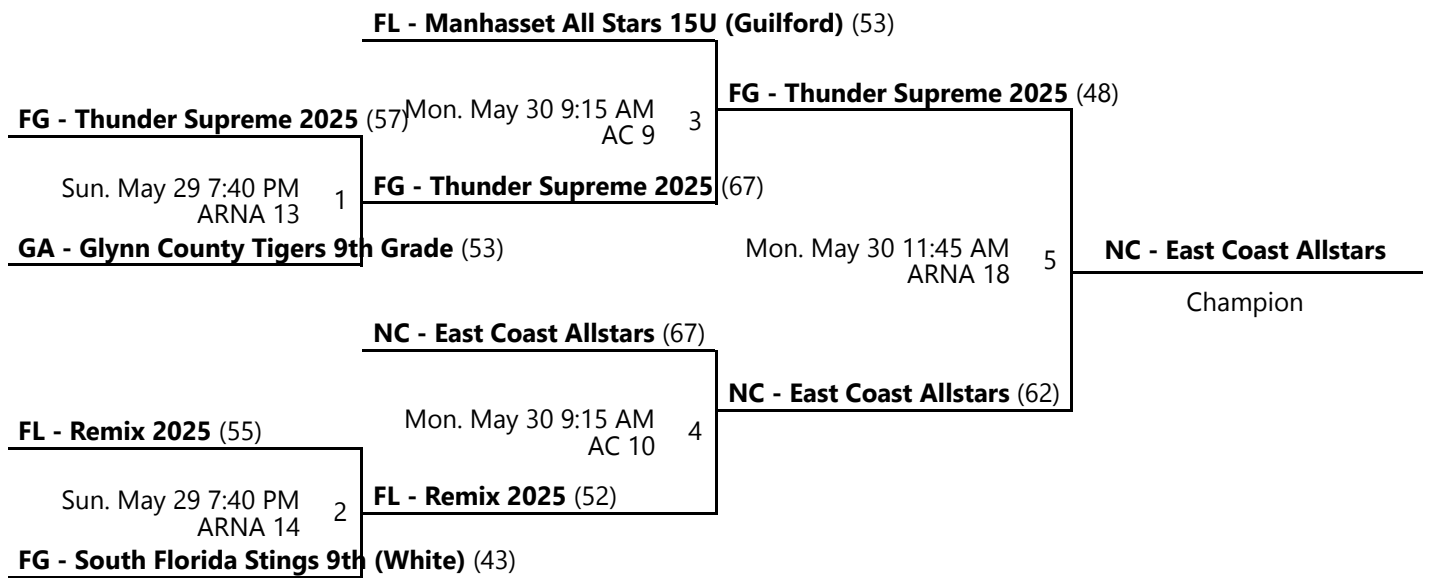 FL - Manhasset All Stars 15U (Guilford) (53)
FG - Thunder Supreme 2025 (57)
Mon. May 30 9:15 AM
AC 9
3
FG - Thunder Supreme 2025 (48)
Sun. May 29 7:40 PM
ARNA 13
1
FG - Thunder Supreme 2025 (67)
GA - Glynn County Tigers 9th Grade (53)
Mon. May 30 11:45 AM
ARNA 18
5
NC - East Coast Allstars
Champion
NC - East Coast Allstars (67)
NC - East Coast Allstars (62)
Mon. May 30 9:15 AM
AC 10
4
FL - Remix 2025 (55)
Sun. May 29 7:40 PM
ARNA 14
2
FL - Remix 2025 (52)
FG - South Florida Stings 9th (White) (43)